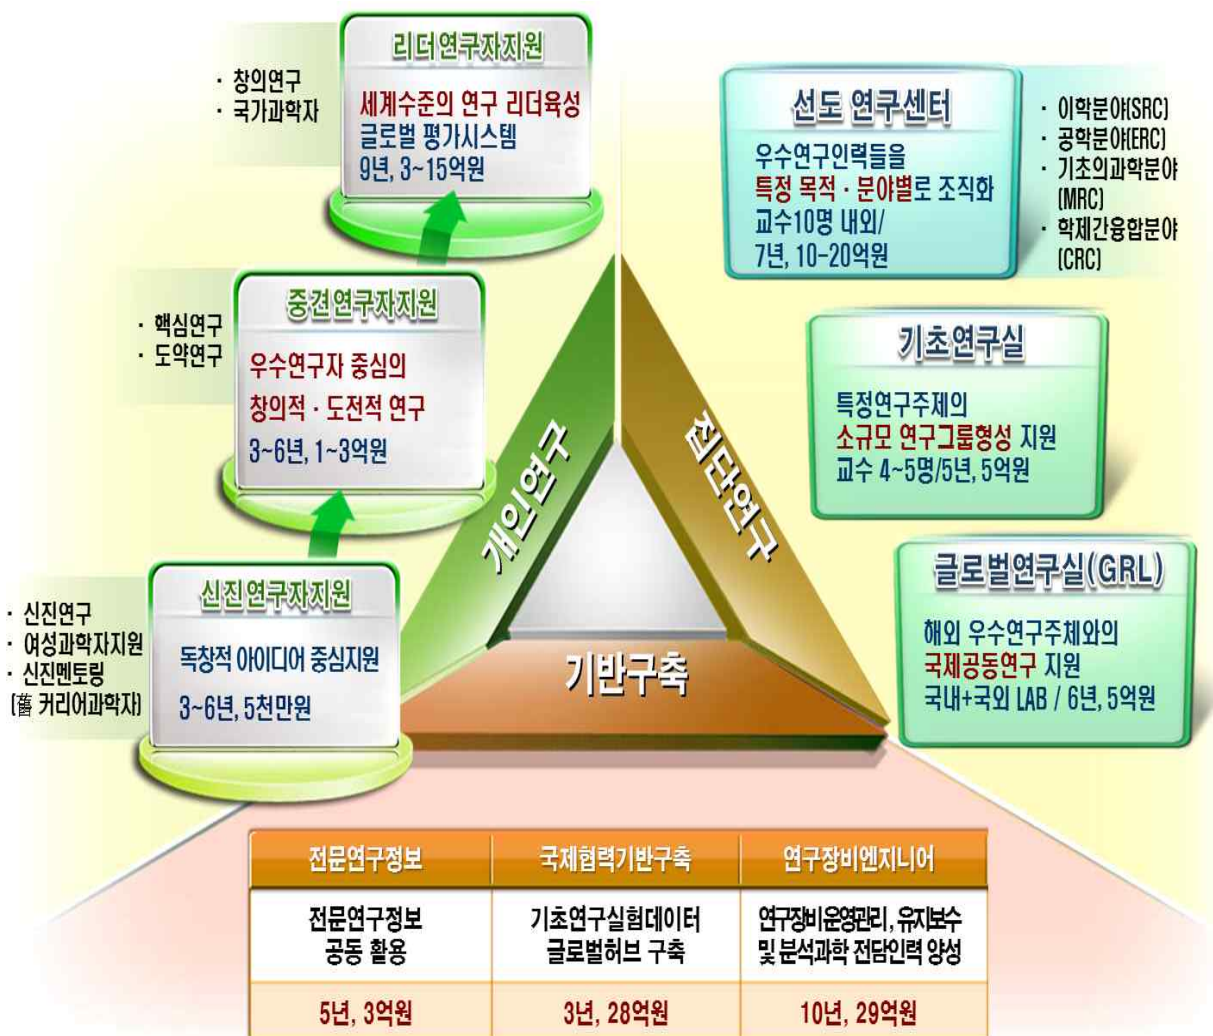 리더연구자지원
세계수준의 연구 리더육성
글로벌 평가시스템
9년, 3~15억원
· 창의연구
· 국가과학자
중견연구자지원
우수연구자 중심의
창의적·도전적 연구
3~6년, 1~3억원
· 핵심연구
· 도약연구
신진연구자지원
독창적 아이디어 중심지원
3~6년, 5천만원
· 신진연구
· 여성과학자지원
· 신진멘토링
(舊 커리어과학자)
개인연구
집단연구
기반구축
선도 연구센터
우수연구인력들을
특정 목적·분야별로 조직화
교수10명 내외/
7년, 10-20억원
· 이학분야(SRC)
· 공학분야(ERC)
· 기초의과학분야
(MRC)
· 학제간융합분야
(CRC)
기초연구실
특정연구주제의
소규모 연구그룹형성 지원
교수 4~5명/5년, 5억원
글로벌연구실(GRL)
해외 우수연구주체와의
국제공동연구 지원
국내+국외 LAB / 6년, 5억원
전문연구정보 국제협력기반구축 연구장비엔지니어
전문연구정보 기초연구실험데이터 연구장비운영관리, 유지보수
공동 활용 글로벌허브 구축 및 분석과학 전담인력 양성
5년, 3억원 3년, 28억원 10년, 29억원